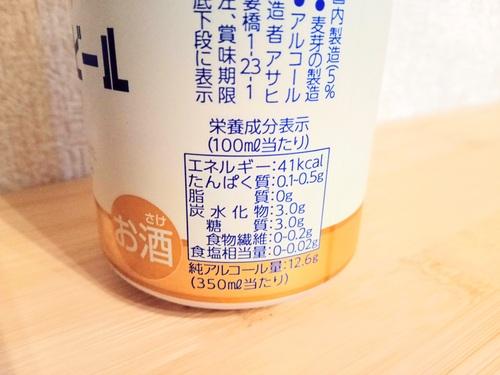 ビール
国内製造(5%
麦芽の製造
アルコール
造者アサヒ
妻橋1-23-1
左、賞味期限
底下段に表示
栄養成分表示
(100ml当たり)
エネルギー:41kcal
たんぱく質:0.1~0.5g
脂質:0g
炭水化物:3.0g
糖質:3.0g
食物繊維:0~0.2g
食塩相当量:0~0.02g
純アルコール量:12.6g
(350ml当たり)
さけ
お酒